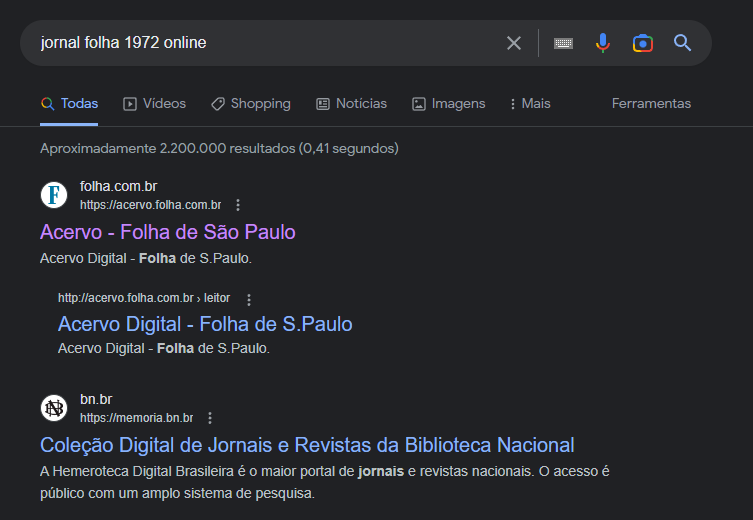 jornal folha 1972 online
Todas Vídeos Shopping Notícias Imagens Mais Ferramentas
Aproximadamente 2.200.000 resultados (0,41 segundos)
F folha.com.br
https://acervo.folha.com.br
Acervo - Folha de São Paulo
Acervo Digital - Folha de S.Paulo.
http://acervo.folha.com.br › leitor
Acervo Digital - Folha de S.Paulo
Acervo Digital - Folha de S.Paulo.
bn.br
https://memoria.bn.br
Coleção Digital de Jornais e Revistas da Biblioteca Nacional
A Hemeroteca Digital Brasileira é o maior portal de jornais e revistas nacionais. O acesso é
público com um amplo sistema de pesquisa.